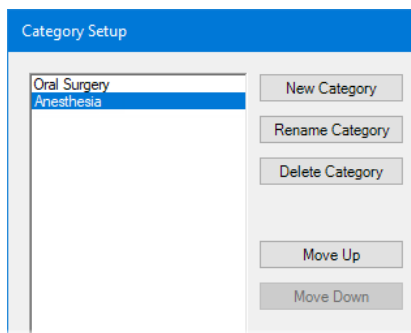 Category Setup
Oral Surgery
Anesthesia
New Category
Rename Category
Delete Category
Move Up
Move Down